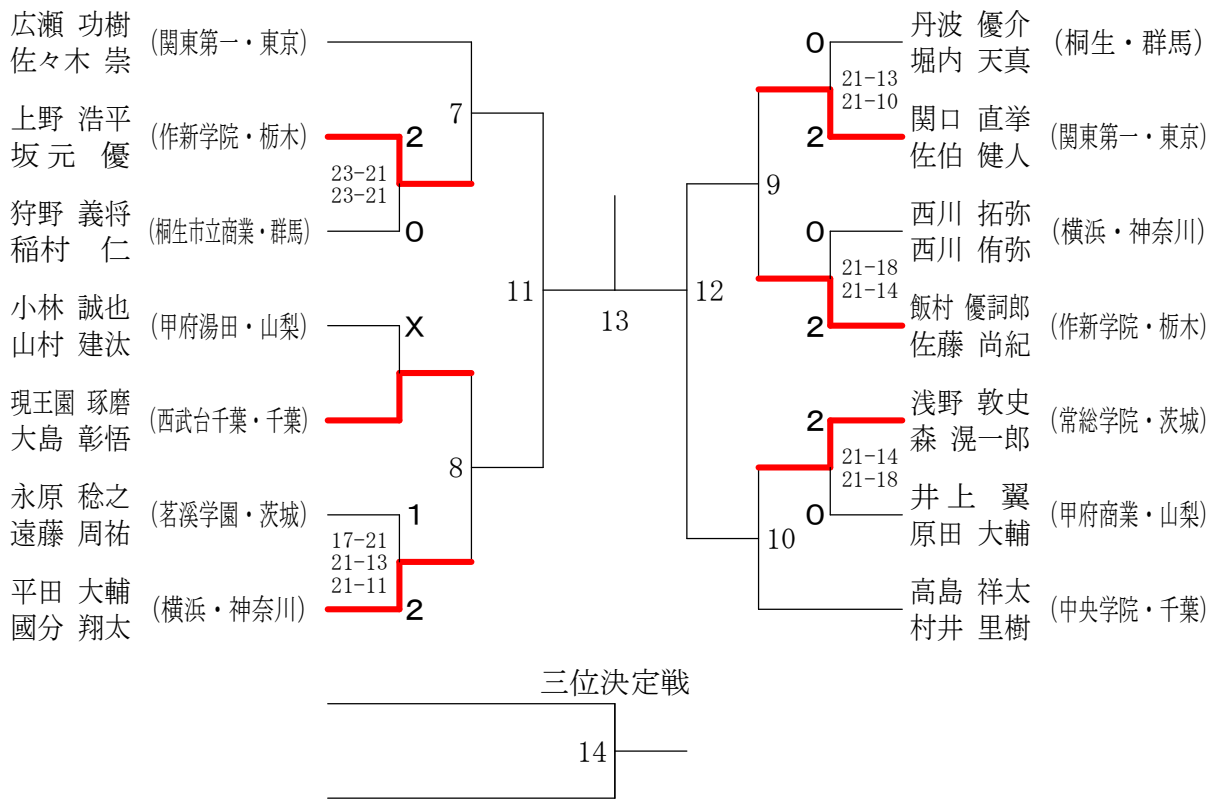 広瀬 功樹
佐々木 崇
(関東第一・東京)
上野 浩平
坂元 優
(作新学院・栃木)
2
23-21
23-21
狩野 義将
稲村 仁
(桐生市立商業・群馬)
0
7
小林 誠也
山村 建汰
(甲府湯田・山梨)
X
現王園 琢磨
大島 彰悟
(西武台千葉・千葉)
永原 稔之
遠藤 周祐
(茗溪学園・茨城)
1
17-21
21-13
21-11
平田 大輔
國分 翔太
(横浜・神奈川)
2
8
11
13
12
9
10
0
丹波 優介
堀内 天真
(桐生・群馬)
21-13
21-10
2
関口 直挙
佐伯 健人
(関東第一・東京)
0
西川 拓弥
西川 侑弥
(横浜・神奈川)
21-18
21-14
2
飯村 優詞郎
佐藤 尚紀
(作新学院・栃木)
2
浅野 敦史
森 滉一郎
(常総学院・茨城)
21-14
21-18
0
井上 翼
原田 大輔
(甲府商業・山梨)
高島 祥太
村井 里樹
(中央学院・千葉)
三位決定戦
14